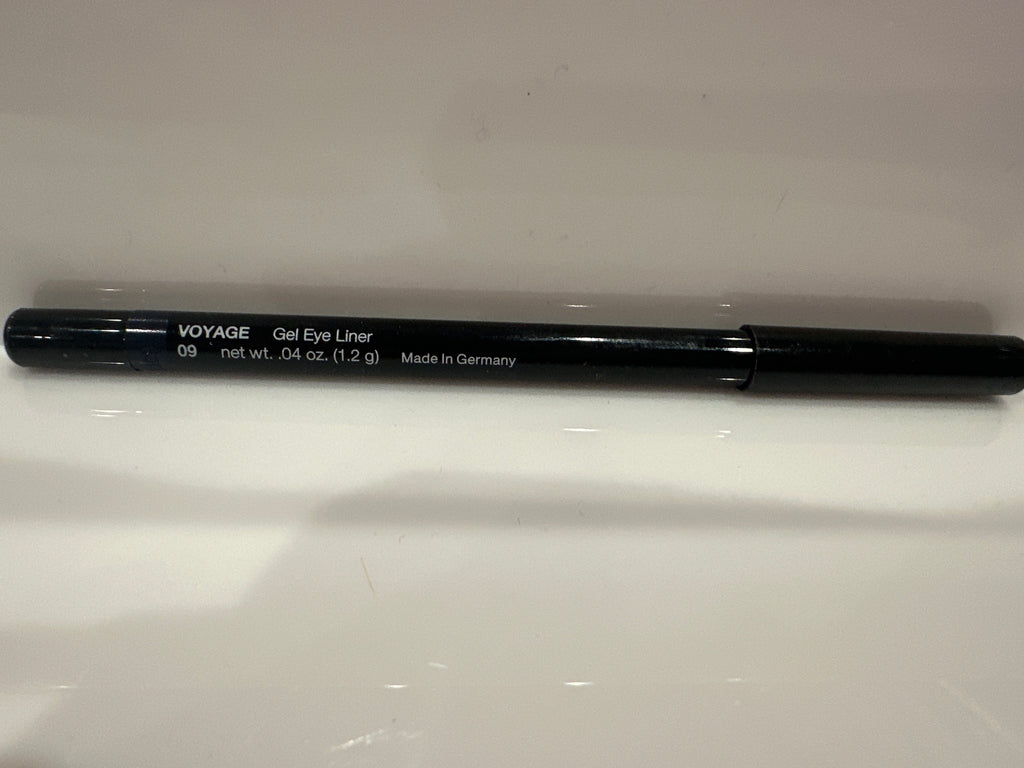 VOYAGE Gel Eye Liner
09 net wt. .04 oz. (1.2 g) Made In Germany